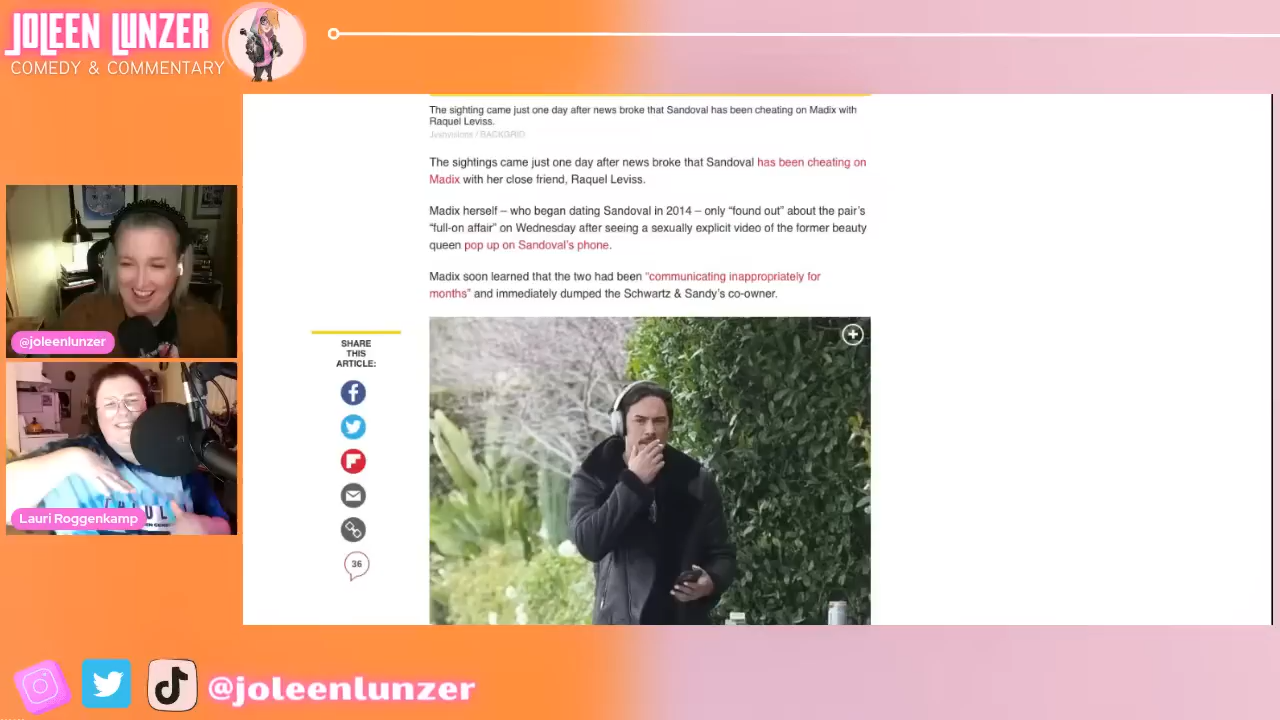 JOLEEN LUNZER
COMEDY & COMMENTARY
The sighting came just one day after news broke that Sandoval has been cheating on Madix with
Raquel Leviss.
/ BACKGRID
The sightings came just one day after news broke that Sandoval has been cheating on
Madix with her close friend, Raquel Leviss.
Madix herself – who began dating Sandoval in 2014 – only “found out” about the pair’s
“full-on affair” on Wednesday after seeing a sexually explicit video of the former beauty
queen pop up on Sandoval’s phone.
Madix soon learned that the two had been “communicating inappropriately for
months” and immediately dumped the Schwartz & Sandy’s co-owner.
SHARE
THIS
ARTICLE:
36
@joleenlunzer
Lauri Roggenkamp
@joleenlunzer